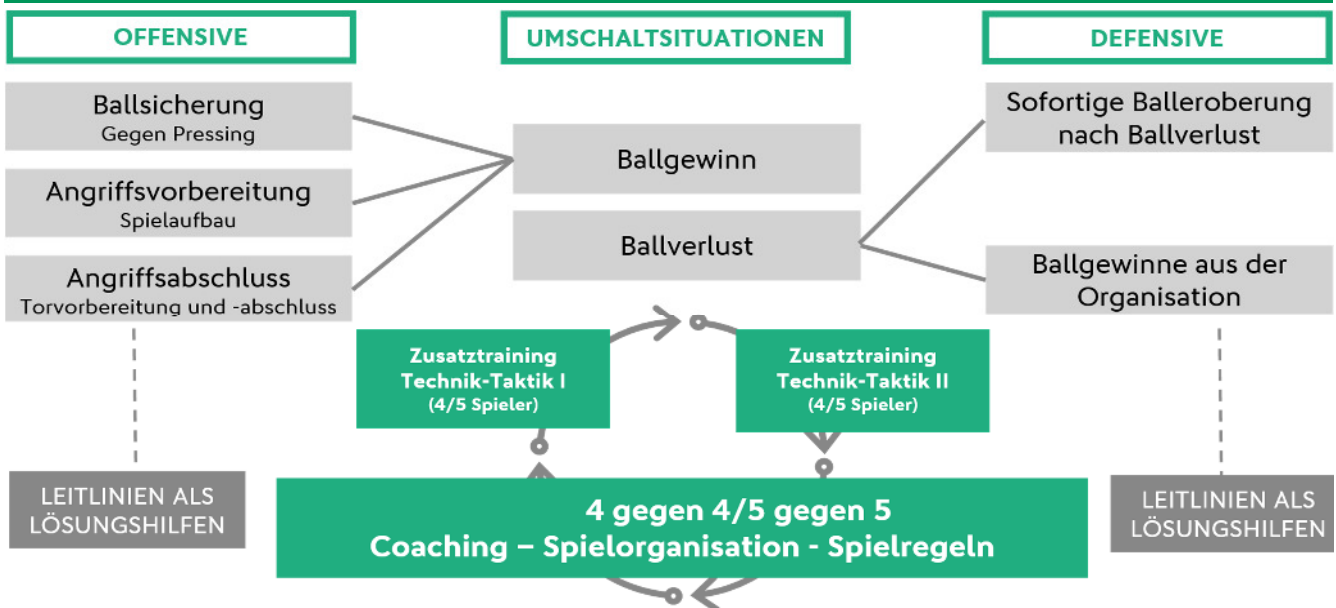 OFFENSIVE
UMSCHALTSITUATIONEN
DEFENSIVE
Ballsicherung
Gegen Pressing
Angriffsvorbereitung
Spielaufbau
Angriffsabschluss
Torvorbereitung und -abschluss
Ballgewinn
Ballverlust
Sofortige Balleroberung
nach Ballverlust
Ballgewinne aus der
Organisation
Zusatztraining
Technik-Taktik I
(4/5 Spieler)
Zusatztraining
Technik-Taktik II
(4/5 Spieler)
LEITLINIEN ALS
LÖSUNGSHILFEN
4 gegen 4/5 gegen 5
Coaching – Spielorganisation - Spielregeln
LEITLINIEN ALS
LÖSUNGSHILFEN